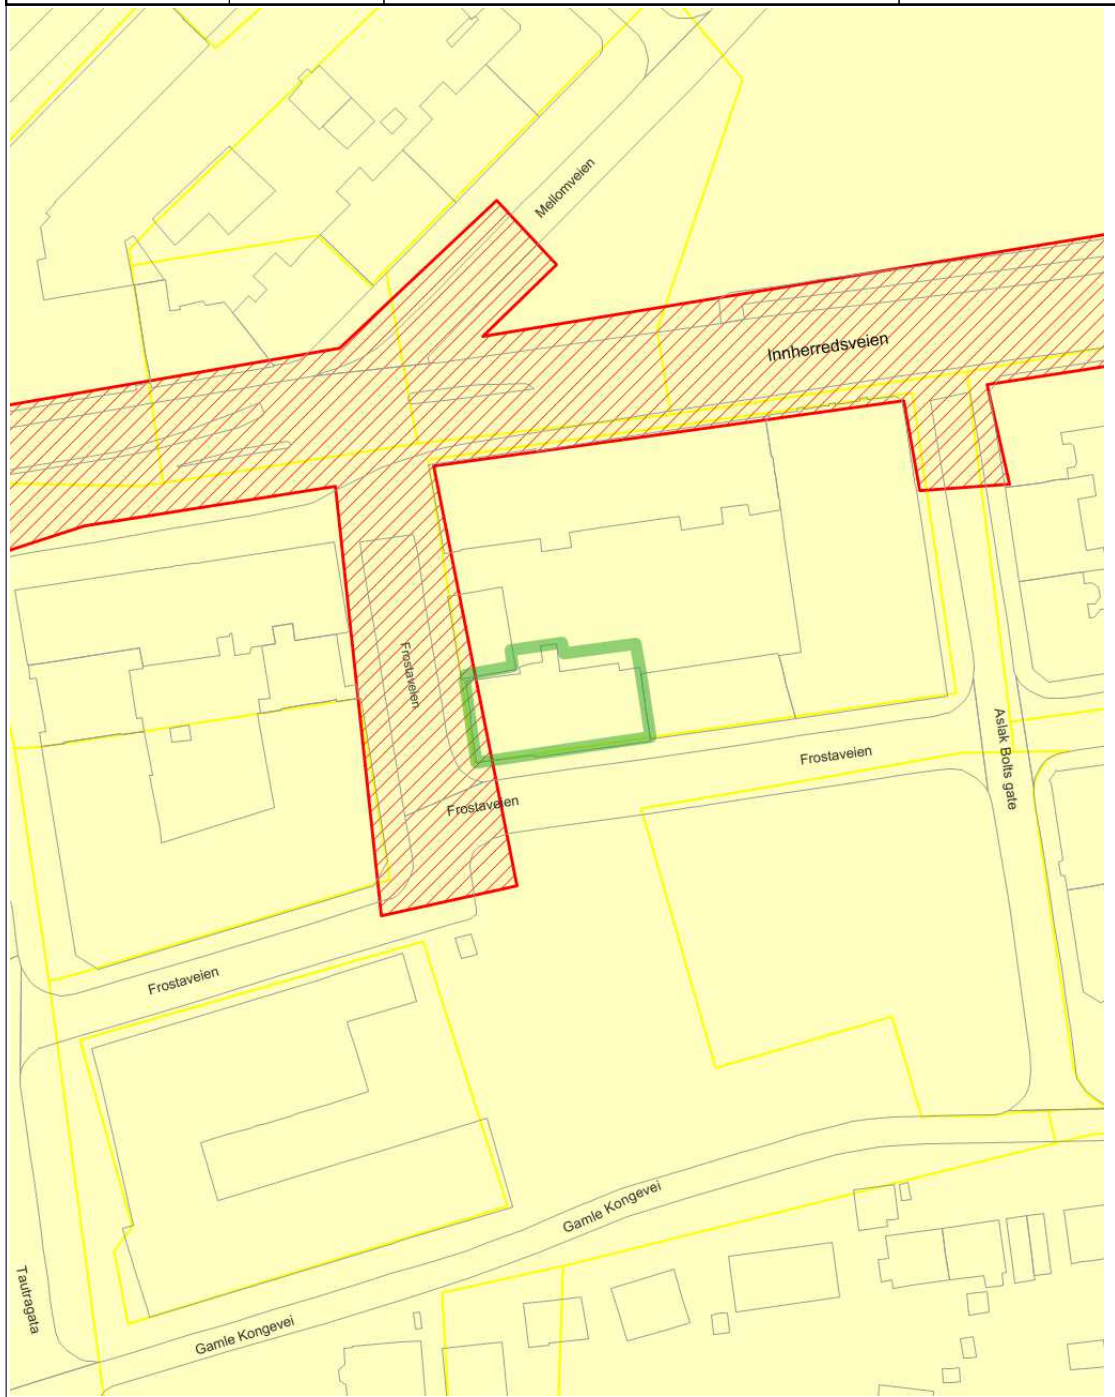 Mellomveien
Innherredsveien
Frostaveien
Frostaveien
Aslak Bolts gate
Frostaveien
Frostaveien
Gamle Kongevei
Tautragata
Gamle Kongevei